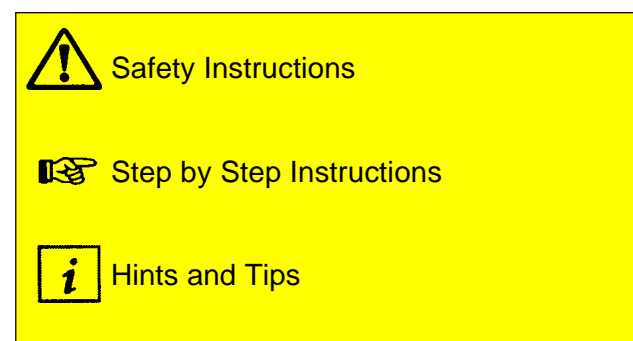 Safety Instructions
Step by Step Instructions
i Hints and Tips